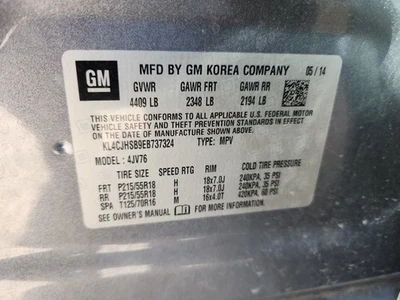 GM
MFD BY GM KOREA COMPANY 05/14
GVWR GAWR FRT GAWR RR
4409 LB 2348 LB 2194 LB
THIS VEHICLE CONFORMS TO ALL APPLICABLE U.S. FEDERAL MOTOR
VEHICLE SAFETY AND THEFT PREVENTION STANDARDS IN EFFECT
ON THE DATE OF MANUFACTURE SHOWN ABOVE.
KL4CJHSB9EB737324 TYPE: MPV
MODEL: 4JV76
TIRE SIZE SPEED RTG RIM COLD TIRE PRESSURE
FRT P215/55R18 H 18x7.0J 240KPA, 35 PSI
RR P215/55R18 H 18x7.0J 240KPA, 35 PSI
SPA T125/70R16 M 16x4.0T 420KPA, 60 PSI
SEE OWNER'S MANUAL FOR MORE INFORMATION